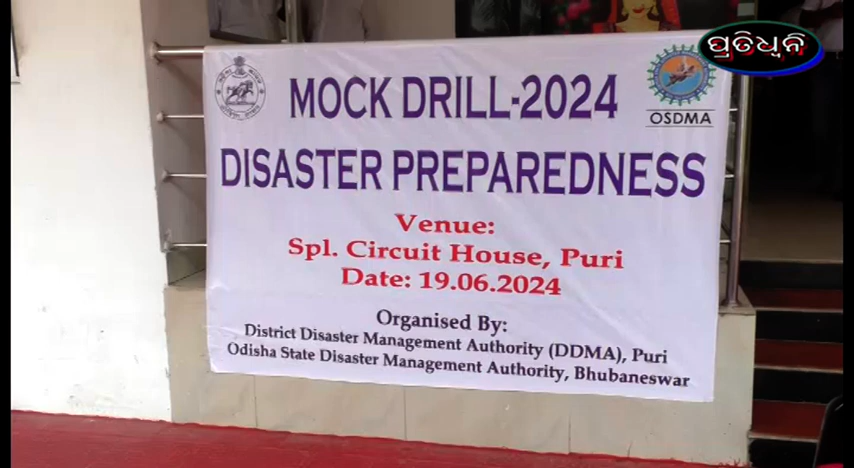 ପ୍ରତିଧ୍ୱନି
MOCK DRILL-2024
OSDMA
DISASTER PREPAREDNESS
Venue:
Spl. Circuit House, Puri
Date: 19.06.2024
Organised By:
District Disaster Management Authority (DDMA), Puri
Odisha State Disaster Management Authority, Bhubaneswar